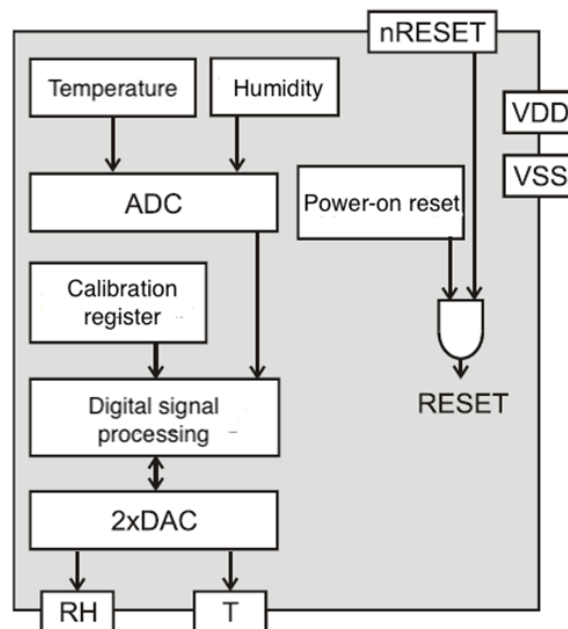 nRESET
Temperature
Humidity
VDD
VSS
ADC
Power-on reset
Calibration
register
Digital signal
processing
RESET
2xDAC
RH
T